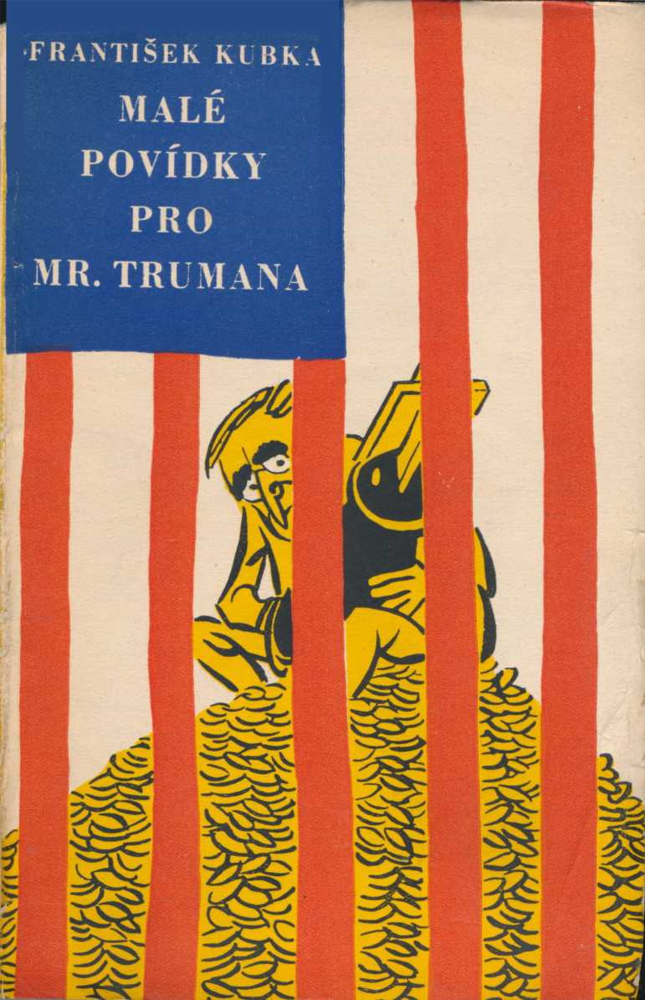 FRANTIŠEK KUBKA
MALÉ
POVÍDKY
PRO
MR. TRUMANA